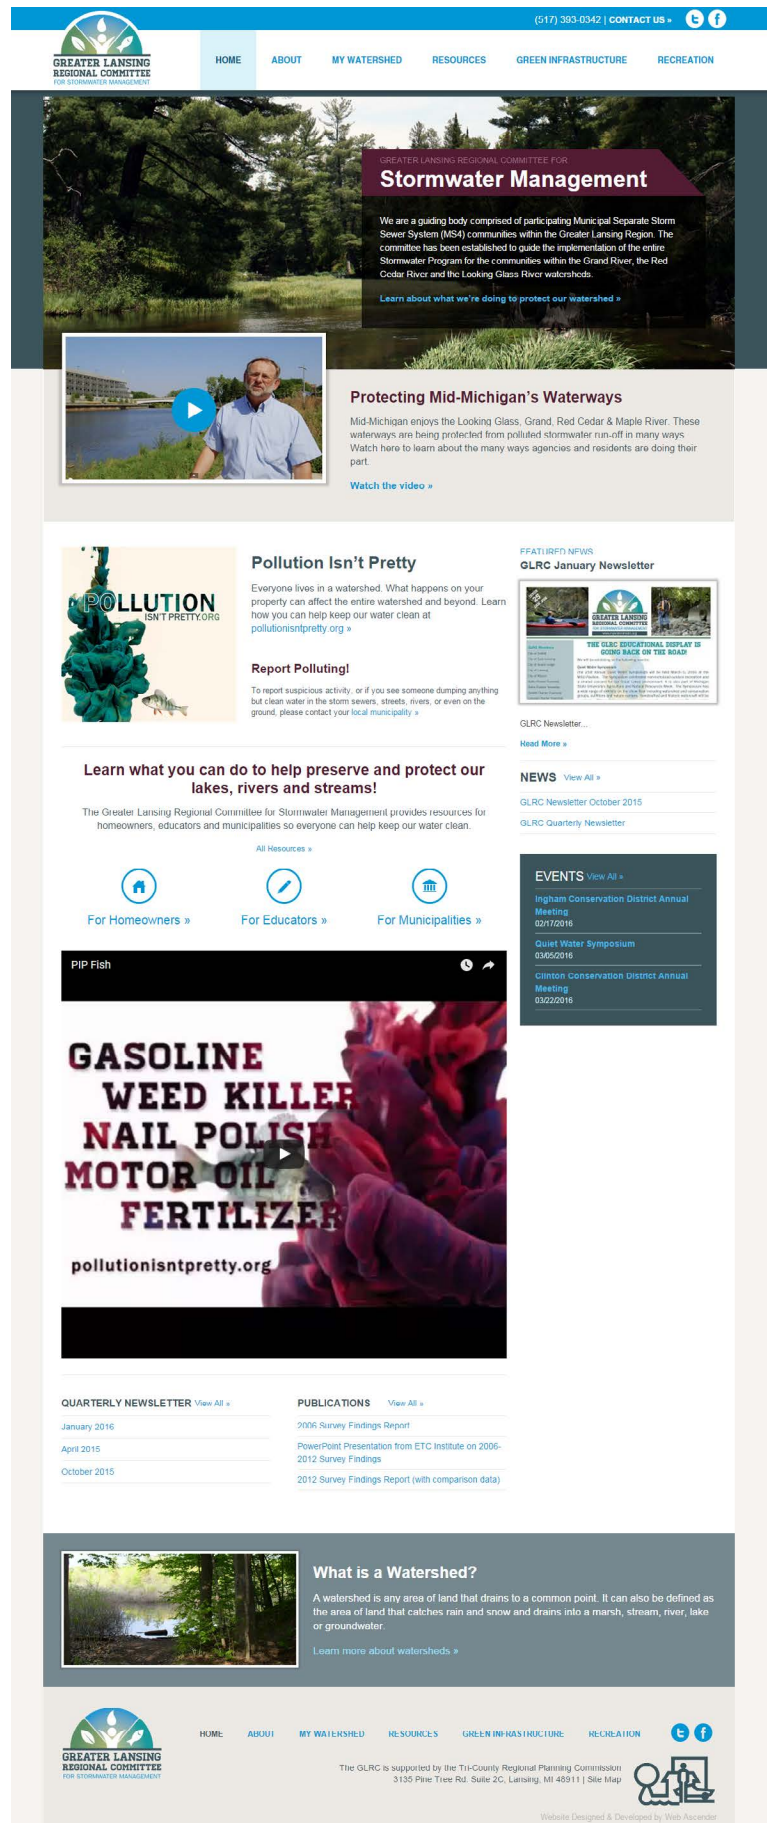 (517) 393-0342 | CONTACT US »
GREATER LANSING
REGIONAL COMMITTEE
FOR STORMWATER MANAGEMENT
HOME ABOUT MY WATERSHED RESOURCES GREEN INFRASTRUCTURE RECREATION
GREATER LANSING REGIONAL COMMITTEE FOR
Stormwater Management
We are a guiding body comprised of participating Municipal Separate Storm
Sewer System (MS4) communities within the Greater Lansing Region. The
committee has been established to guide the implementation of the entire
Stormwater Program for the communities within the Grand River, the Red
Cedar River and the Looking Glass River watersheds.
Learn about what we're doing to protect our watershed »
Protecting Mid-Michigan's Waterways
Mid-Michigan enjoys the Looking Glass, Grand, Red Cedar & Maple River. These
waterways are being protected from polluted stormwater run-off in many ways.
Watch here to learn about the many ways agencies and residents are doing their
part.
Watch the video »
POLLUTION
ISN'T PRETTY.ORG
Pollution Isn't Pretty
Everyone lives in a watershed. What happens on your
property can affect the entire watershed and beyond. Learn
how you can help keep our water clean at
pollutionisntpretty.org »
Report Polluting!
To report suspicious activity, or if you see someone dumping anything
but clean water in the storm sewers, streets, rivers, or even on the
ground, please contact your local municipality »
FEATURED NEWS
GLRC January Newsletter
GREATER LANSING
REGIONAL COMMITTEE
THE GLRC EDUCATIONAL DISPLAY IS
GOING BACK ON THE ROAD!
GLRC Newsletter...
Read More »
NEWS View All »
GLRC Newsletter October 2015
GLRC Quarterly Newsletter
EVENTS View All »
Ingham Conservation District Annual
Meeting
02/17/2016
Quiet Water Symposium
03/05/2016
Clinton Conservation District Annual
Meeting
03/22/2016
Learn what you can do to help preserve and protect our
lakes, rivers and streams!
The Greater Lansing Regional Committee for Stormwater Management provides resources for
homeowners, educators and municipalities so everyone can help keep our water clean.
All Resources »
For Homeowners » For Educators » For Municipalities »
PIP Fish
GASOLINE
WEED KILLER
NAIL POLISH
MOTOR OIL
FERTILIZER
pollutionisntpretty.org
QUARTERLY NEWSLETTER View All »
January 2016
April 2015
October 2015
PUBLICATIONS View All »
2006 Survey Findings Report
PowerPoint Presentation from ETC Institute on 2006-
2012 Survey Findings
2012 Survey Findings Report (with comparison data)
What is a Watershed?
A watershed is any area of land that drains to a common point. It can also be defined as
the area of land that catches rain and snow and drains into a marsh, stream, river, lake
or groundwater.
Learn more about watersheds »
GREATER LANSING
REGIONAL COMMITTEE
FOR STORMWATER MANAGEMENT
HOME ABOUT MY WATERSHED RESOURCES GREEN INFRASTRUCTURE RECREATION
The GLRC is supported by the Tri-County Regional Planning Commission
3135 Pine Tree Rd. Suite 2C, Lansing, MI 48911 | Site Map
Website Designed & Developed by Web Ascender